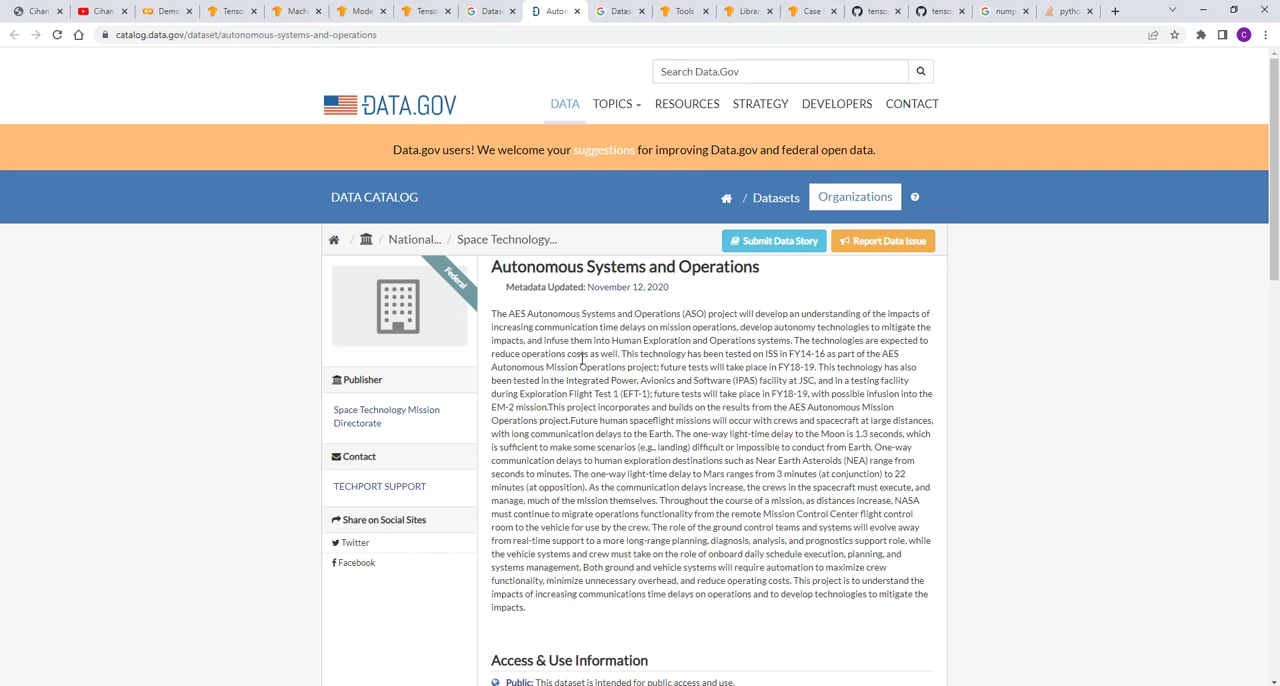 Cihan
Cihan
Demo
Tenso
Mach
Mode
Tenso
Datas
Auton
Datas
Tools
Libra
Case
tenso
tenso
nump
pytho
catalog.data.gov/dataset/autonomous-systems-and-operations
C
Search Data.Gov
DATA.GOV
DATA TOPICS RESOURCES STRATEGY DEVELOPERS CONTACT
Data.gov users! We welcome your suggestions for improving Data.gov and federal open data.
DATA CATALOG
/ Datasets Organizations
/ National... / Space Technology...
Submit Data Story Report Data Issue
Federal
Publisher
Space Technology Mission
Directorate
Contact
TECHPORT SUPPORT
Share on Social Sites
Twitter
Facebook
Autonomous Systems and Operations
Metadata Updated: November 12, 2020
The AES Autonomous Systems and Operations (ASO) project will develop an understanding of the impacts of
increasing communication time delays on mission operations, develop autonomy technologies to mitigate the
impacts, and infuse them into Human Exploration and Operations systems. The technologies are expected to
reduce operations costs as well. This technology has been tested on ISS in FY14-16 as part of the AES
Autonomous Mission Operations project; future tests will take place in FY18-19. This technology has also
been tested in the Integrated Power, Avionics and Software (IPAS) facility at JSC, and in a testing facility
during Exploration Flight Test 1 (EFT-1); future tests will take place in FY18-19, with possible infusion into the
EM-2 mission.This project incorporates and builds on the results from the AES Autonomous Mission
Operations project.Future human spaceflight missions will occur with crews and spacecraft at large distances,
with long communication delays to the Earth. The one-way light-time delay to the Moon is 1.3 seconds, which
is sufficient to make some scenarios (e.g., landing) difficult or impossible to conduct from Earth. One-way
communication delays to human exploration destinations such as Near Earth Asteroids (NEA) range from
seconds to minutes. The one-way light-time delay to Mars ranges from 3 minutes (at conjunction) to 22
minutes (at opposition). As the communication delays increase, the crews in the spacecraft must execute, and
manage, much of the mission themselves. Throughout the course of a mission, as distances increase, NASA
must continue to migrate operations functionality from the remote Mission Control Center flight control
room to the vehicle for use by the crew. The role of the ground control teams and systems will evolve away
from real-time support to a more long-range planning, diagnosis, analysis, and prognostics support role, while
the vehicle systems and crew must take on the role of onboard daily schedule execution, planning, and
systems management. Both ground and vehicle systems will require automation to maximize crew
functionality, minimize unnecessary overhead, and reduce operating costs. This project is to understand the
impacts of increasing communications time delays on operations and to develop technologies to mitigate the
impacts.
Access & Use Information
Public: This dataset is intended for public access and use.